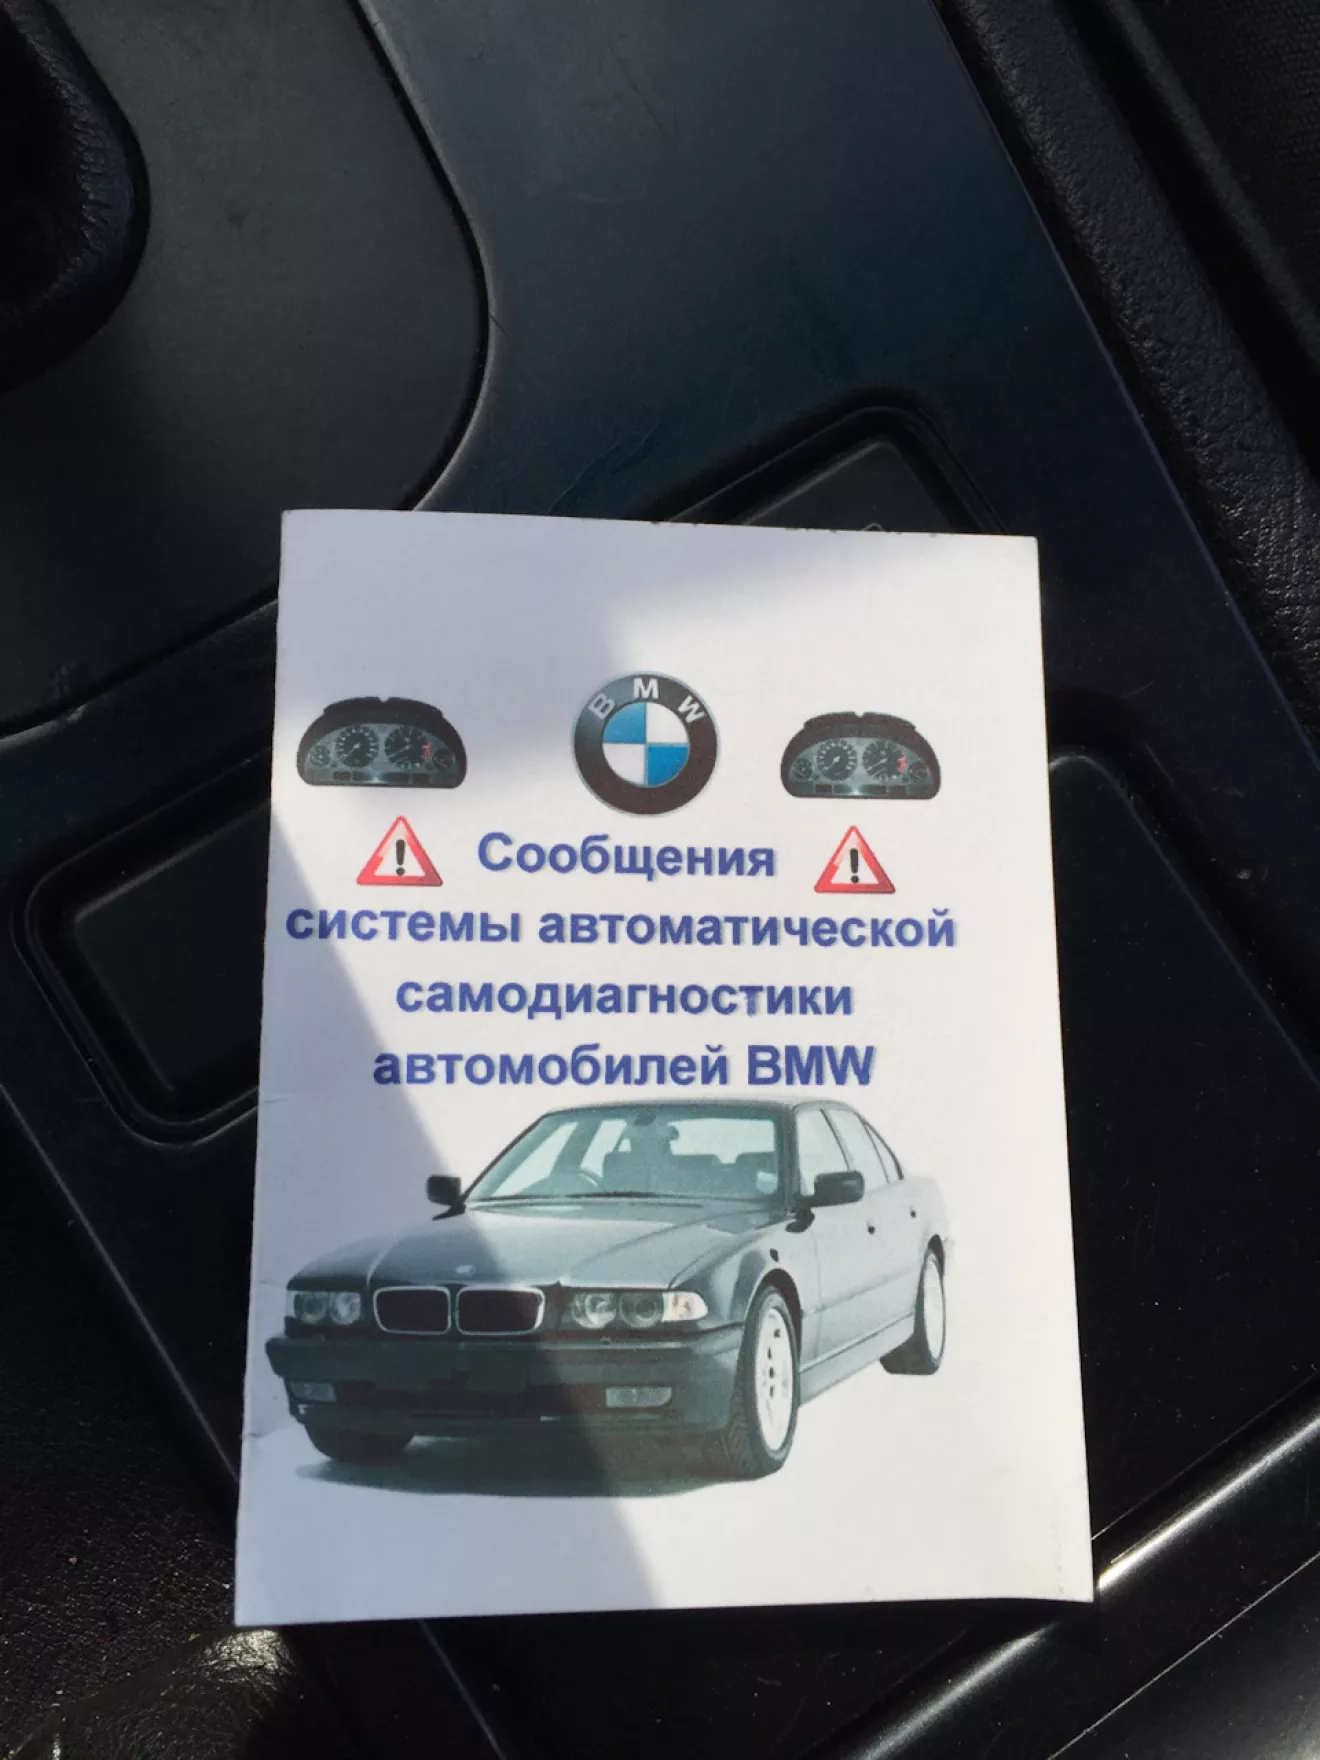 BMW
Сообщения
системы автоматической
самодиагностики
автомобилей BMW